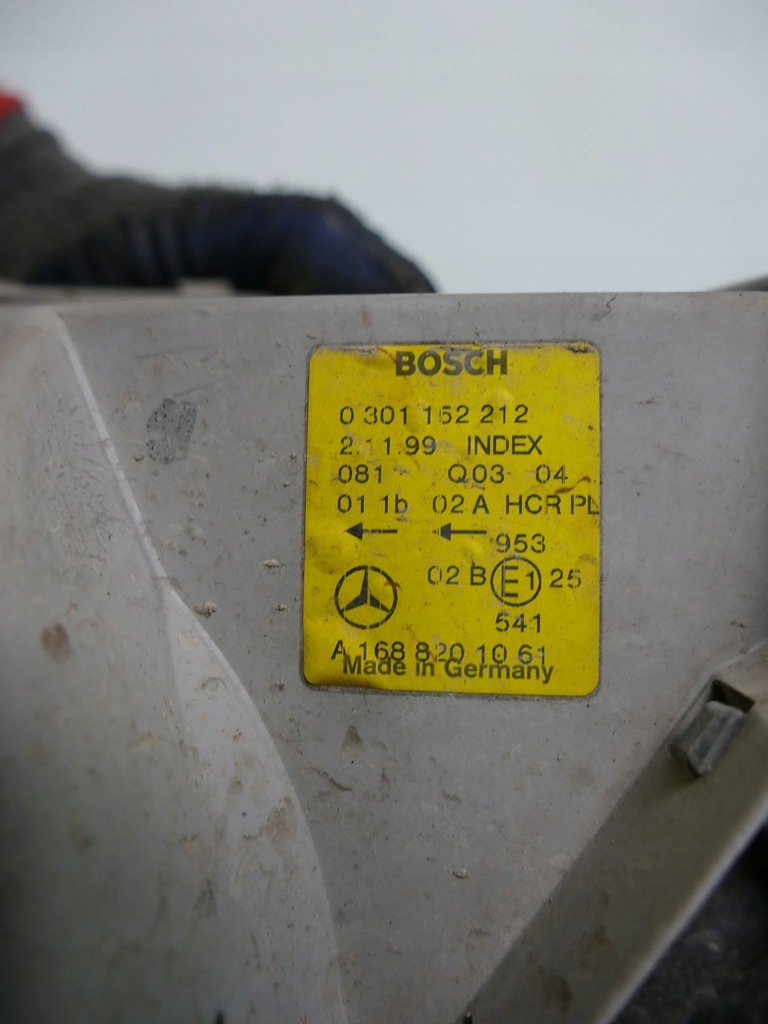 BOSCH
0 301 152 212
2.11.99 INDEX
081 Q03 04
01 1b 02 A HCR PL
953
02 B E1 25
541
A 168 820 10 61
Made in Germany